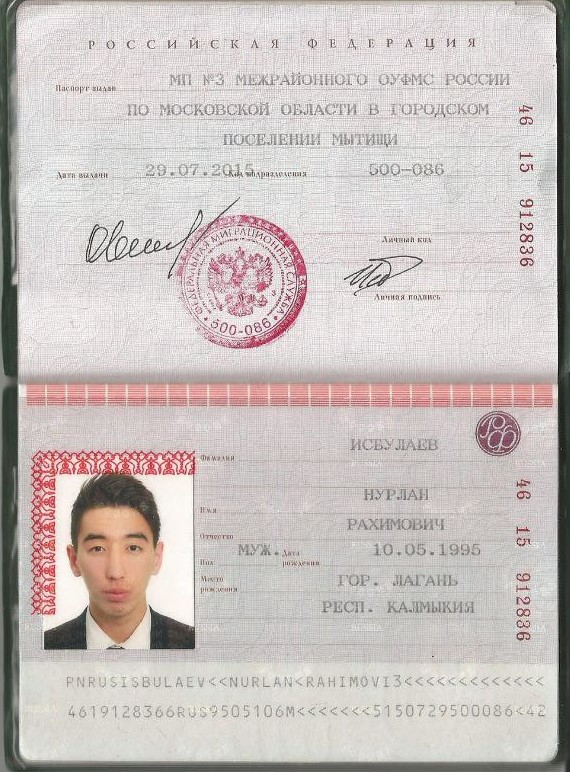 РОССИЙСКАЯ ФЕДЕРАЦИЯ
Паспорт выдан МП №3 МЕЖРАЙОННОГО ОУФМС РОССИИ
ПО МОСКОВСКОЙ ОБЛАСТИ В ГОРОДСКОМ
ПОСЕЛЕНИИ МЫТИЩИ
Дата выдачи 29.07.2015 Код подразделения 500-086
46 15 912836
Личный код
Личная подпись
ФЕДЕРАЛЬНАЯ МИГРАЦИОННАЯ СЛУЖБА
500-086
РФ
Фамилия ИСБУЛАЕВ
Имя НУРЛАН
Отчество РАХИМОВИЧ
Пол МУЖ. Дата рождения 10.05.1995
Место рождения ГОР. ЛАГАНЬ
РЕСП. КАЛМЫКИЯ
46 15 912836
PNRUSISBULAEV<<NURLAN<RAHIMOVI3<<<<<<<<<<<<<
4619128366RUS9505106M<<<<<<<5150729500086<42